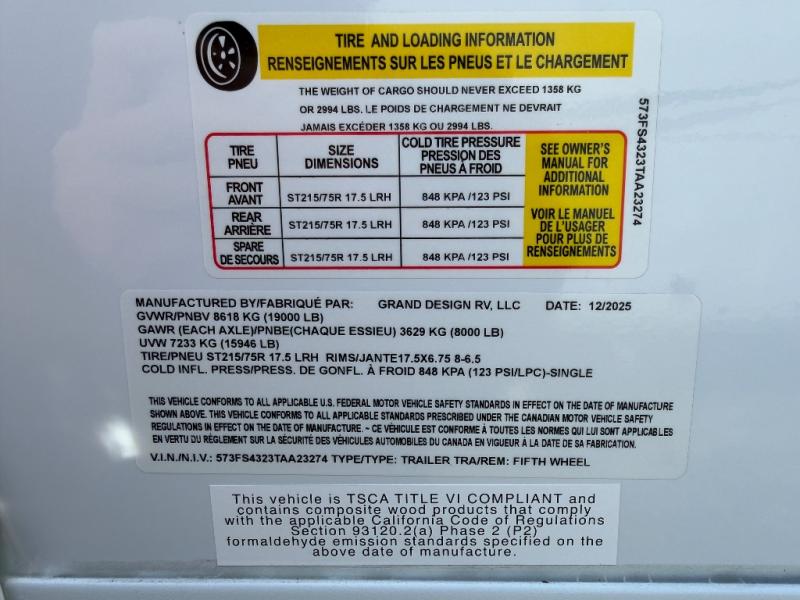 TIRE AND LOADING INFORMATION
RENSEIGNEMENTS SUR LES PNEUS ET LE CHARGEMENT
THE WEIGHT OF CARGO SHOULD NEVER EXCEED 1358 KG
OR 2994 LBS. LE POIDS DE CHARGEMENT NE DEVRAIT
JAMAIS EXCÉDER 1358 KG OU 2994 LBS.
TIRE PNEU SIZE DIMENSIONS COLD TIRE PRESSURE PRESSION DES PNEUS À FROID
FRONT AVANT ST215/75R 17.5 LRH 848 KPA /123 PSI
REAR ARRIÈRE ST215/75R 17.5 LRH 848 KPA /123 PSI
SPARE DE SECOURS ST215/75R 17.5 LRH 848 KPA /123 PSI
SEE OWNER'S
MANUAL FOR
ADDITIONAL
INFORMATION
VOIR LE MANUEL
DE L'USAGER
POUR PLUS DE
RENSEIGNEMENTS
573FS4323TAA23274
MANUFACTURED BY/FABRIQUÉ PAR: GRAND DESIGN RV, LLC DATE: 12/2025
GVWR/PNBV 8618 KG (19000 LB)
GAWR (EACH AXLE)/PNBE(CHAQUE ESSIEU) 3629 KG (8000 LB)
UVW 7233 KG (15946 LB)
TIRE/PNEU ST215/75R 17.5 LRH RIMS/JANTE17.5X6.75 8-6.5
COLD INFL. PRESS/PRESS. DE GONFL. À FROID 848 KPA (123 PSI/LPC)-SINGLE
THIS VEHICLE CONFORMS TO ALL APPLICABLE U.S. FEDERAL MOTOR VEHICLE SAFETY STANDARDS IN EFFECT ON THE DATE OF MANUFACTURE
SHOWN ABOVE. THIS VEHICLE CONFORMS TO ALL APPLICABLE STANDARDS PRESCRIBED UNDER THE CANADIAN MOTOR VEHICLE SAFETY
REGULATIONS IN EFFECT ON THE DATE OF MANUFACTURE. ~ CE VÉHICULE EST CONFORME À TOUTES LES NORMES QUI LUI SONT APPLICABLES
EN VERTU DU RÈGLEMENT SUR LA SÉCURITÉ DES VÉHICULES AUTOMOBILES DU CANADA EN VIGUEUR À LA DATE DE SA FABRICATION.
V.I.N./N.I.V.: 573FS4323TAA23274 TYPE/TYPE: TRAILER TRA/REM: FIFTH WHEEL
This vehicle is TSCA TITLE VI COMPLIANT and
contains composite wood products that comply
with the applicable California Code of Regulations
Section 93120.2(a) Phase 2 (P2)
formaldehyde emission standards specified on the
above date of manufacture.